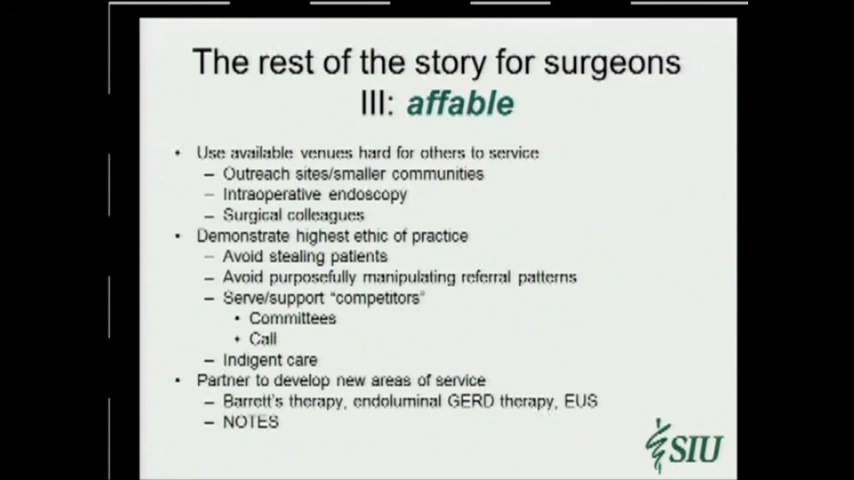 The rest of the story for surgeons
III: affable
• Use available venues hard for others to service
– Outreach sites/smaller communities
– Intraoperative endoscopy
– Surgical colleagues
• Demonstrate highest ethic of practice
– Avoid stealing patients
– Avoid purposefully manipulating referral patterns
– Serve/support "competitors"
• Committees
• Call
– Indigent care
• Partner to develop new areas of service
– Barrett's therapy, endoluminal GERD therapy, EUS
– NOTES
SIU